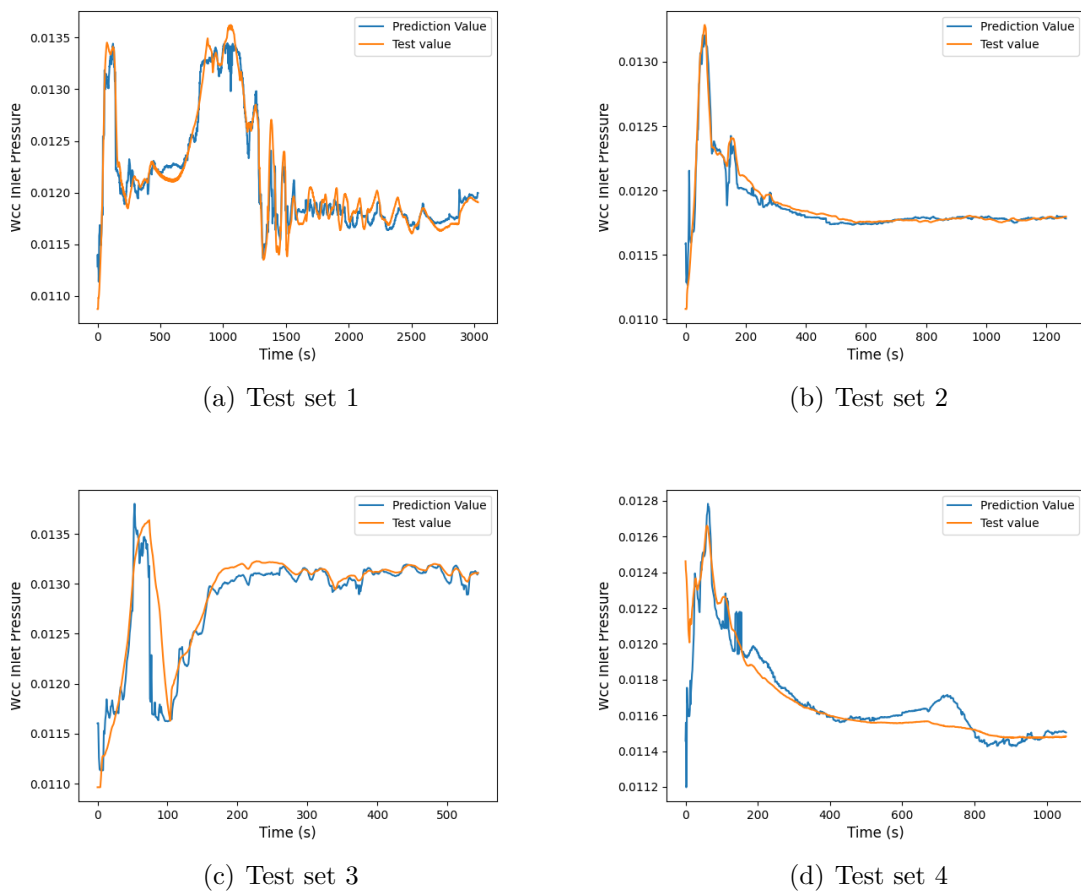 Prediction Value
Test value
0.0135
0.0130
0.0125
0.0120
0.0115
0.0110
Wcc Inlet Pressure
0 500 1000 1500 2000 2500 3000
Time (s)
(a) Test set 1
Prediction Value
Test value
0.0130
0.0125
0.0120
0.0115
0.0110
Wcc Inlet Pressure
0 200 400 600 800 1000 1200
Time (s)
(b) Test set 2
Prediction Value
Test value
0.0135
0.0130
0.0125
0.0120
0.0115
0.0110
Wcc Inlet Pressure
0 100 200 300 400 500
Time (s)
(c) Test set 3
Prediction Value
Test value
0.0128
0.0126
0.0124
0.0122
0.0120
0.0118
0.0116
0.0114
0.0112
Wcc Inlet Pressure
0 200 400 600 800 1000
Time (s)
(d) Test set 4